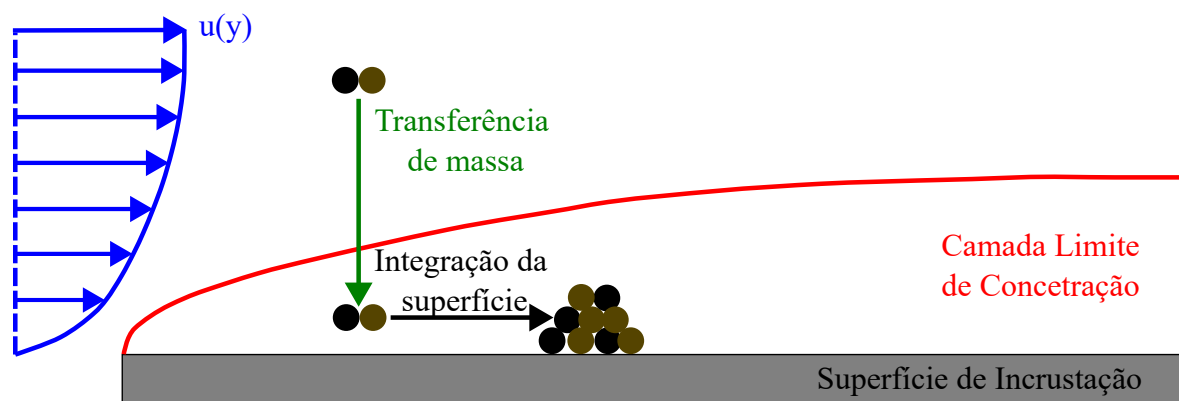 u(y)
Transferência
de massa
Integração da
superfície
Camada Limite
de Concetração
Superfície de Incrustação